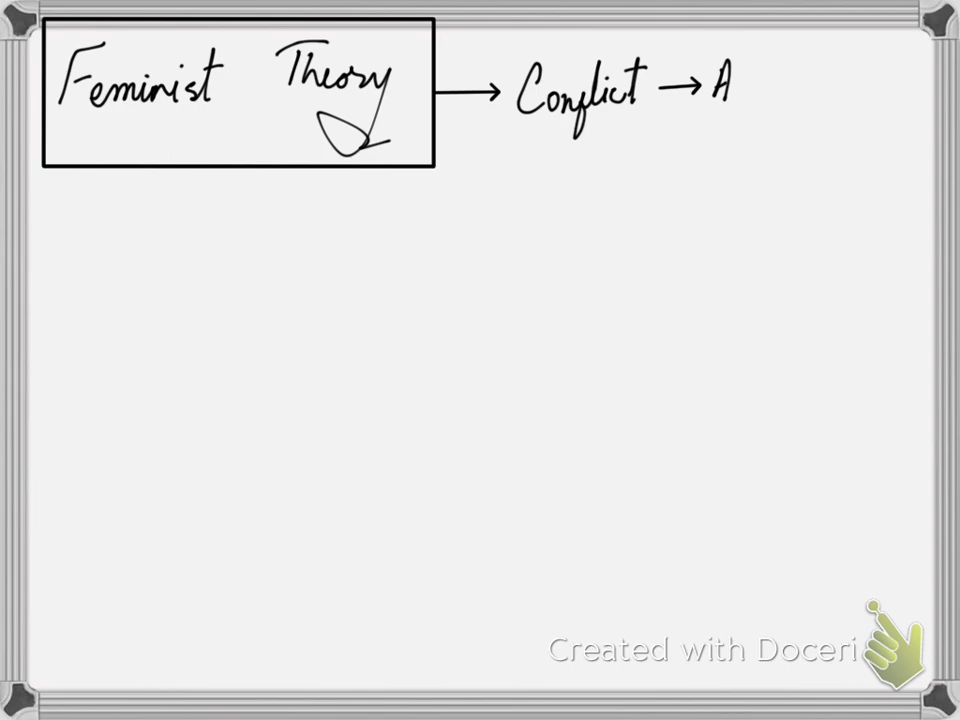 Feminist Theory → Conflict → A
Created with Doceri